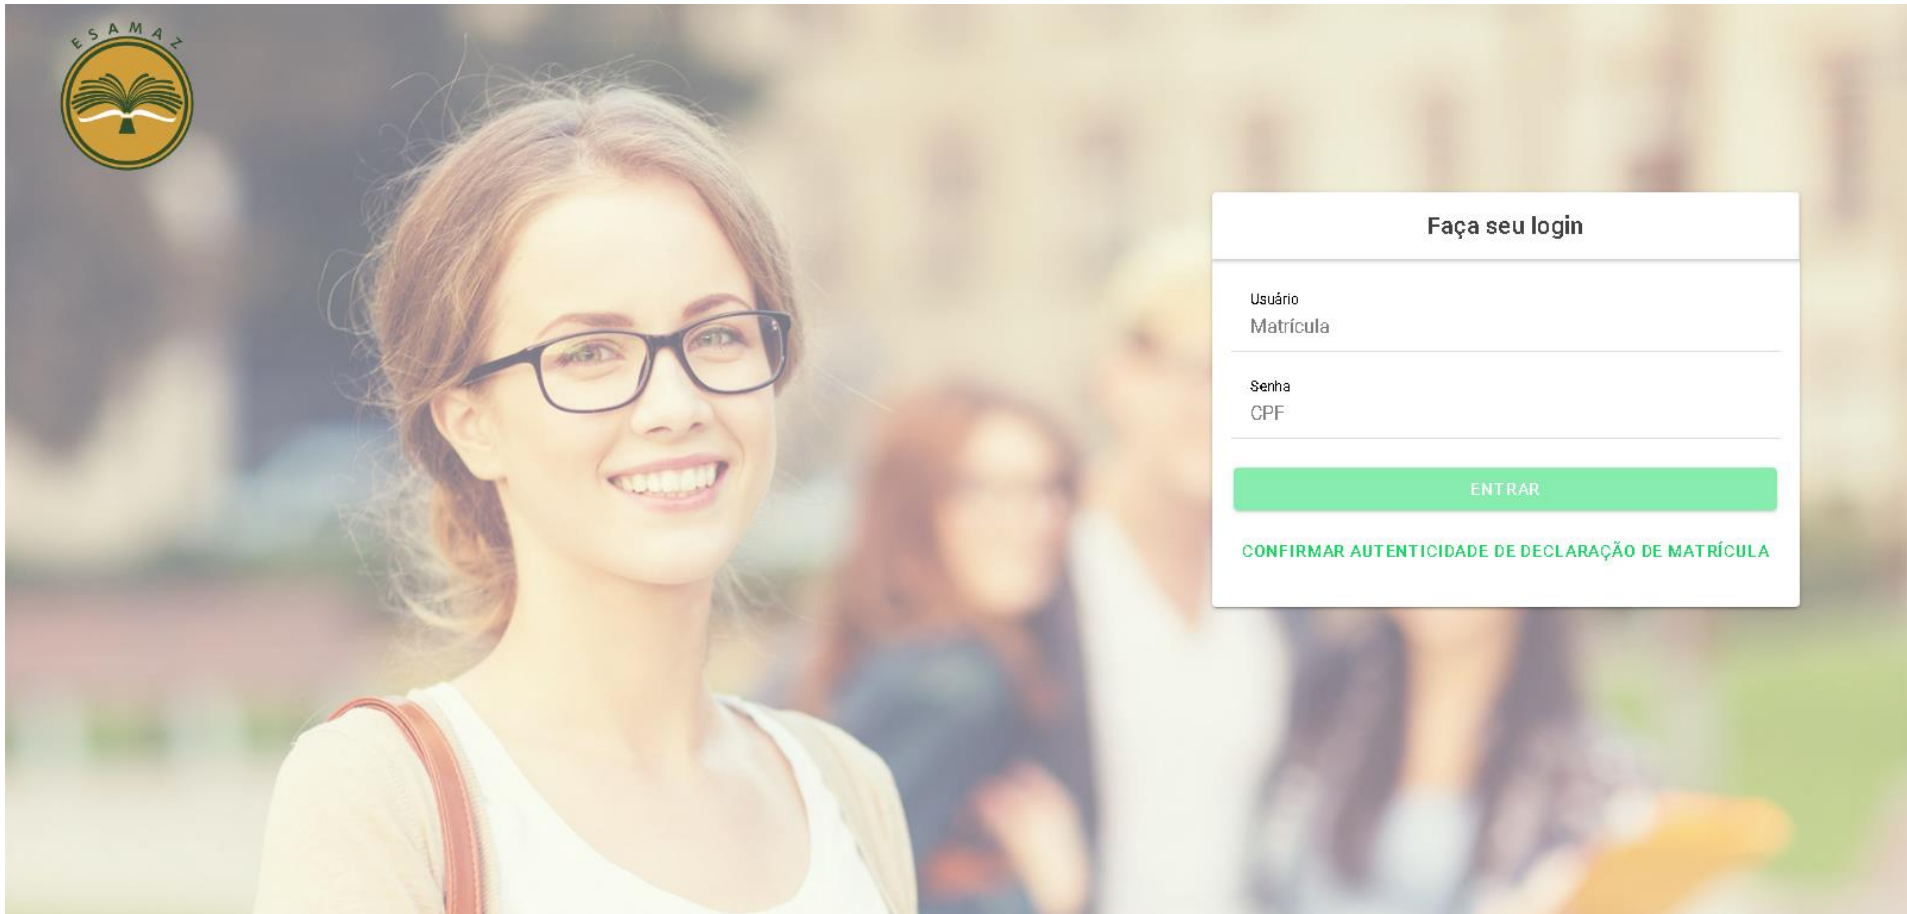 ESAMAZ
Faça seu login
Usuário
Matrícula
Senha
CPF
ENTRAR
CONFIRMAR AUTENTICIDADE DE DECLARAÇÃO DE MATRÍCULA